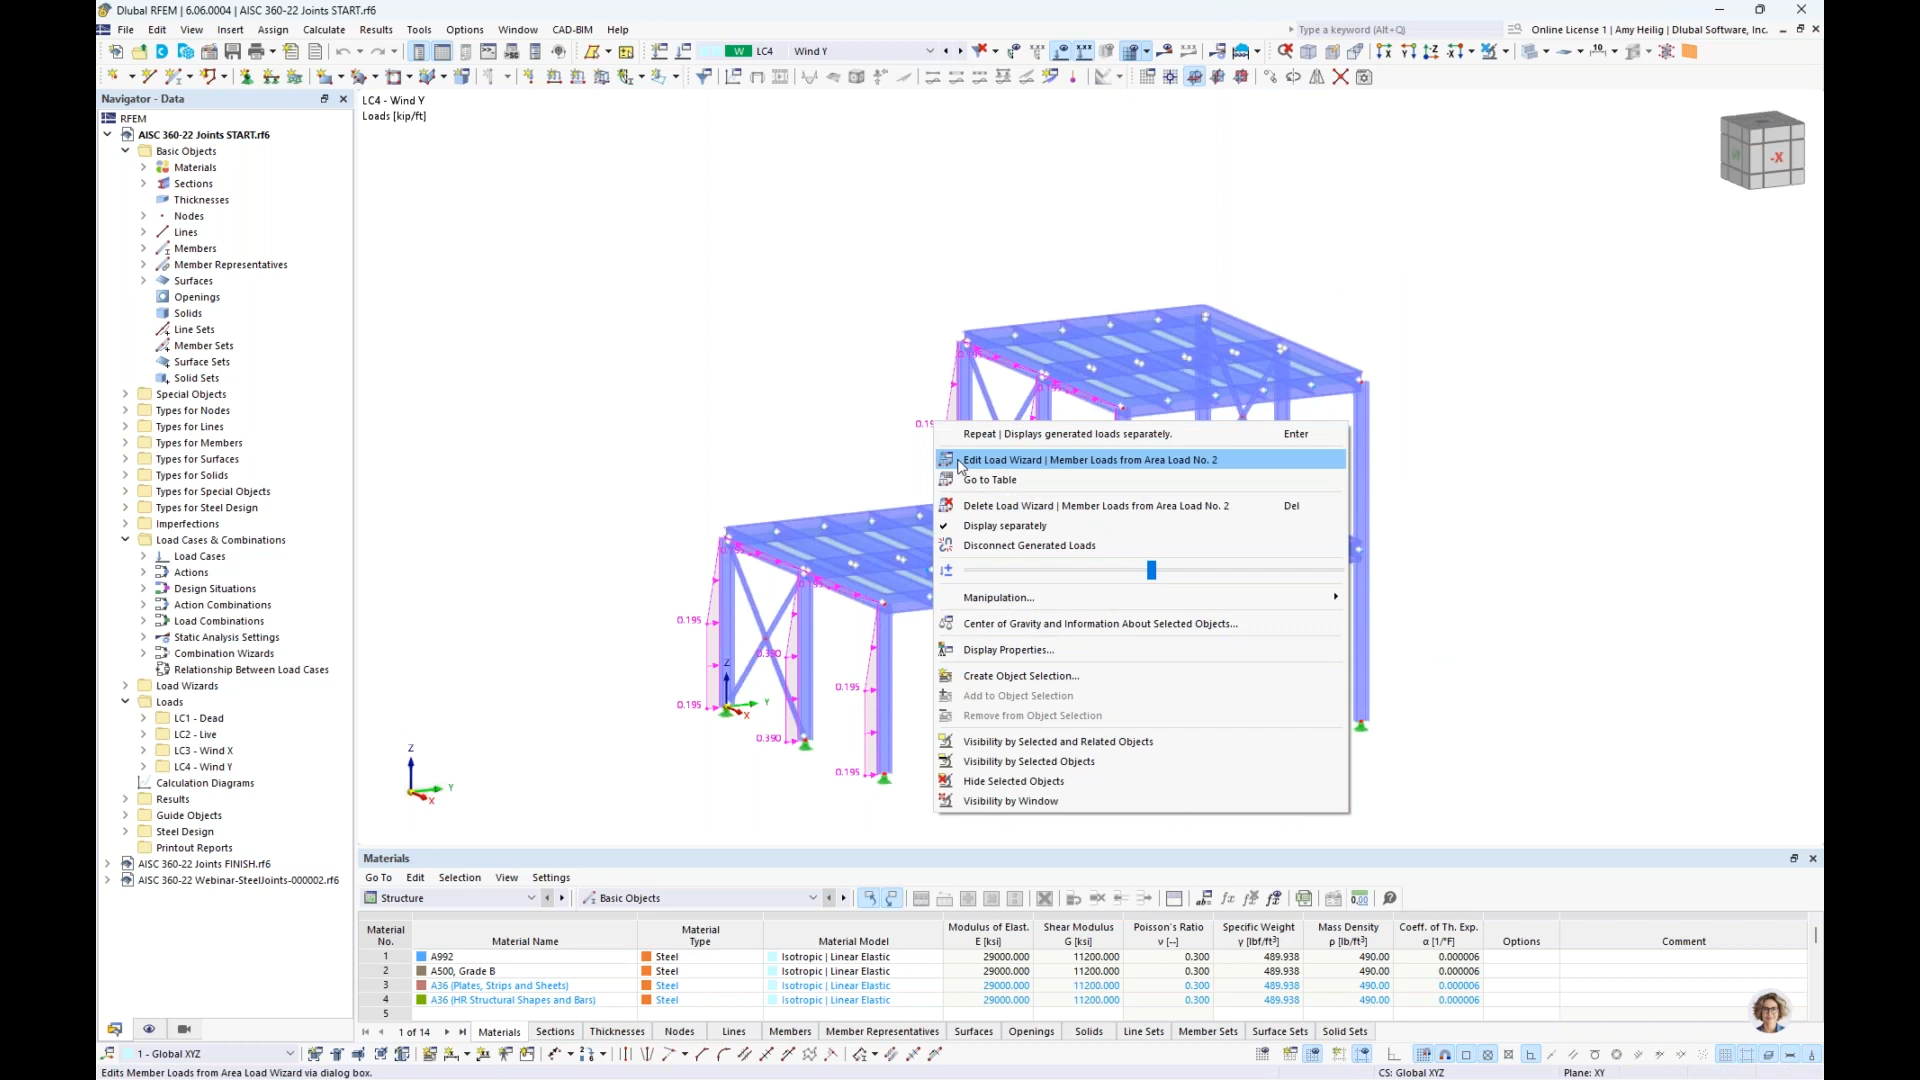 Dlubal RFEM | 6.06.0004 | AISC 360-22 Joints START.rf6
File Edit View Insert Assign Calculate Results Tools Options Window CAD-BIM Help
Type a keyword (Alt+Q)
Online License 1 | Amy Heilig | Dlubal Software, Inc.
W LC4 Wind Y
Navigator - Data
RFEM
AISC 360-22 Joints START.rf6
Basic Objects
Materials
Sections
Thicknesses
Nodes
Lines
Members
Member Representatives
Surfaces
Openings
Solids
Line Sets
Member Sets
Surface Sets
Solid Sets
Special Objects
Types for Nodes
Types for Lines
Types for Members
Types for Surfaces
Types for Solids
Types for Special Objects
Types for Steel Design
Imperfections
Load Cases & Combinations
Load Cases
Actions
Design Situations
Action Combinations
Load Combinations
Static Analysis Settings
Combination Wizards
Relationship Between Load Cases
Load Wizards
Loads
LC1 - Dead
LC2 - Live
LC3 - Wind X
LC4 - Wind Y
Calculation Diagrams
Results
Guide Objects
Steel Design
Printout Reports
AISC 360-22 Joints FINISH.rf6
AISC 360-22 Webinar-SteelJoints-000002.rf6
LC4 - Wind Y
Loads [kip/ft]
-X
0.195
0.195
0.390
0.390
0.195
0.195
Z
Y
X
Z
Y
X
Repeat | Displays generated loads separately. Enter
Edit Load Wizard | Member Loads from Area Load No. 2
Go to Table
Delete Load Wizard | Member Loads from Area Load No. 2 Del
Display separately
Disconnect Generated Loads
Manipulation...
Center of Gravity and Information About Selected Objects...
Display Properties...
Create Object Selection...
Add to Object Selection
Remove from Object Selection
Visibility by Selected and Related Objects
Visibility by Selected Objects
Hide Selected Objects
Visibility by Window
Materials
Go To Edit Selection View Settings
Structure Basic Objects
Material No. Material Name Material Type Material Model Modulus of Elast. E [ksi] Shear Modulus G [ksi] Poisson's Ratio ν [--] Specific Weight γ [lbf/ft³] Mass Density ρ [lb/ft³] Coeff. of Th. Exp. α [1/°F] Options Comment
1 A992 Steel Isotropic | Linear Elastic 29000.000 11200.000 0.300 489.938 490.00 0.000006
2 A500, Grade B Steel Isotropic | Linear Elastic 29000.000 11200.000 0.300 489.938 490.00 0.000006
3 A36 (Plates, Strips and Sheets) Steel Isotropic | Linear Elastic 29000.000 11200.000 0.300 489.938 490.00 0.000006
4 A36 (HR Structural Shapes and Bars) Steel Isotropic | Linear Elastic 29000.000 11200.000 0.300 489.938 490.00 0.000006
5
1 of 14 Materials Sections Thicknesses Nodes Lines Members Member Representatives Surfaces Openings Solids Line Sets Member Sets Surface Sets Solid Sets
1 - Global XYZ
Edits Member Loads from Area Load Wizard via dialog box.
CS: Global XYZ
Plane: XY